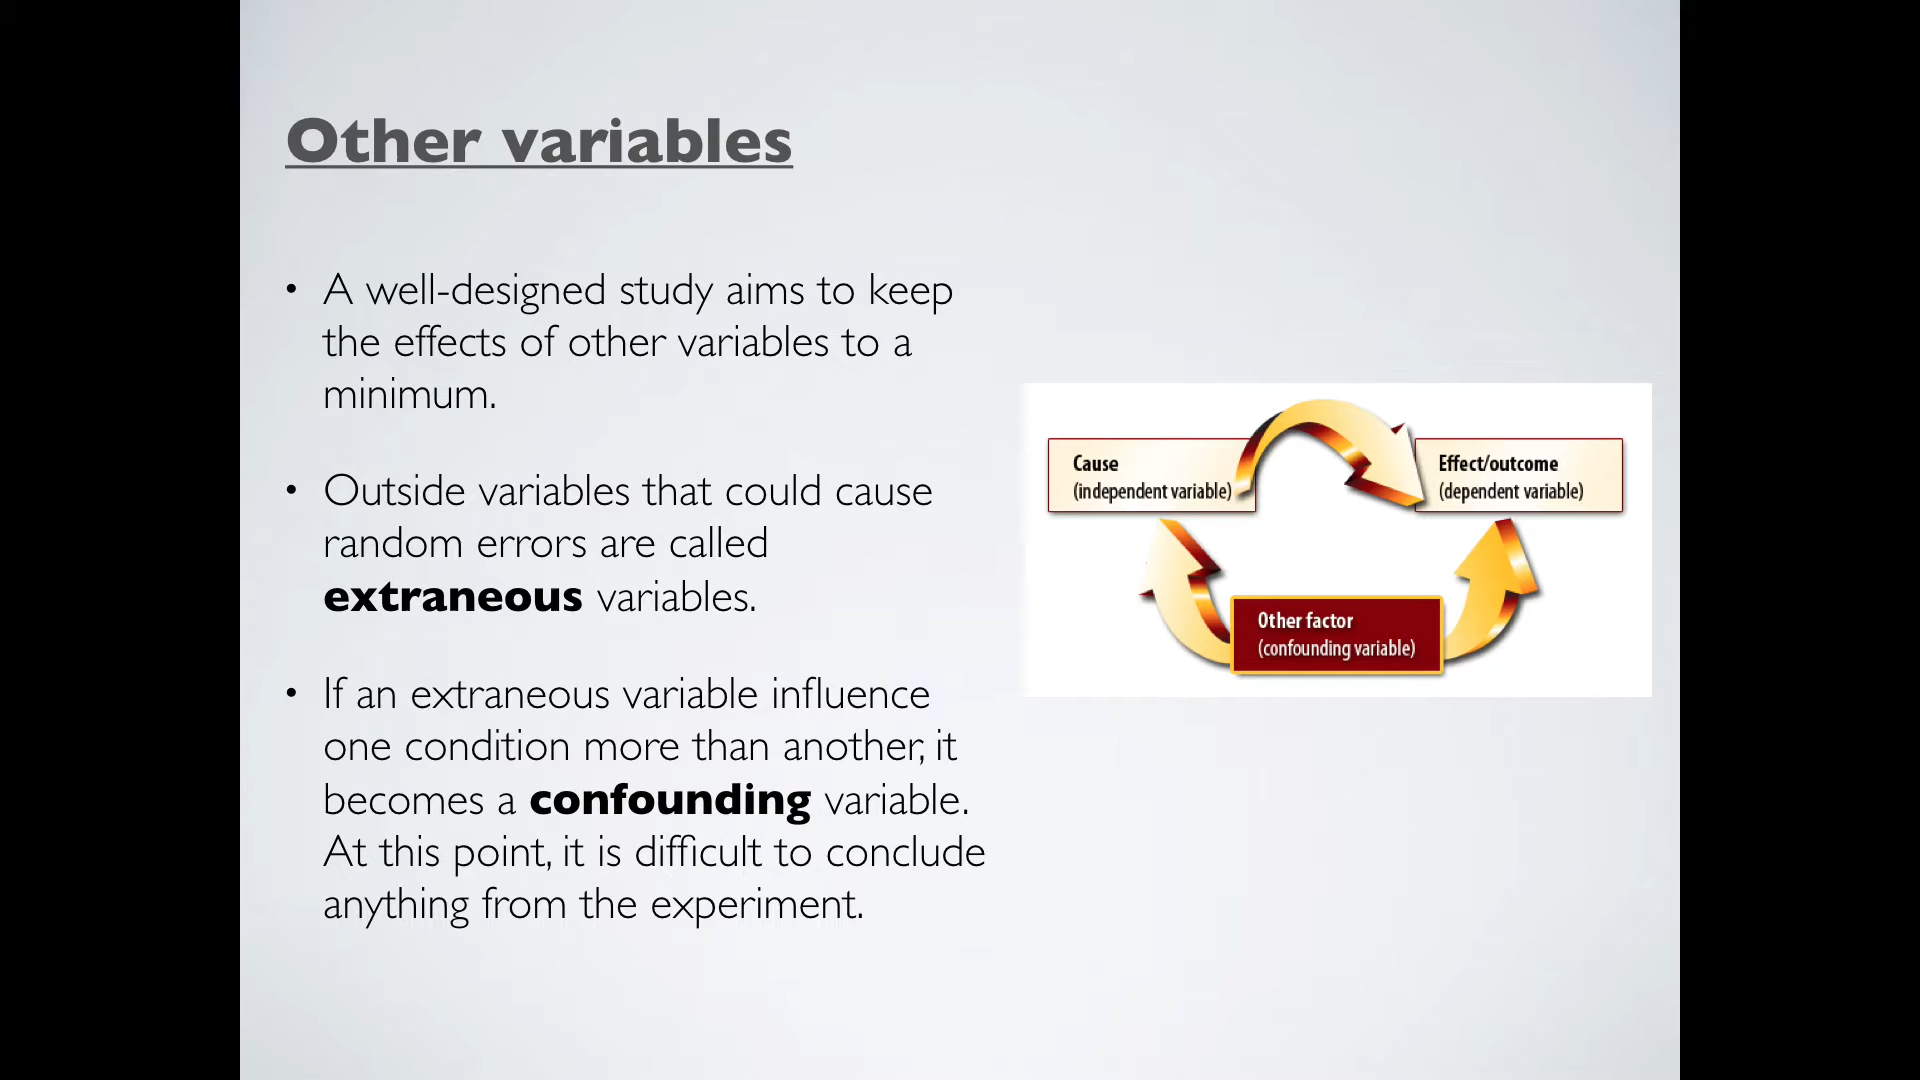 Other variables
• A well-designed study aims to keep
the effects of other variables to a
minimum.
• Outside variables that could cause
random errors are called
extraneous variables.
• If an extraneous variable influence
one condition more than another, it
becomes a confounding variable.
At this point, it is difficult to conclude
anything from the experiment.
Cause
(independent variable)
Effect/outcome
(dependent variable)
Other factor
(confounding variable)